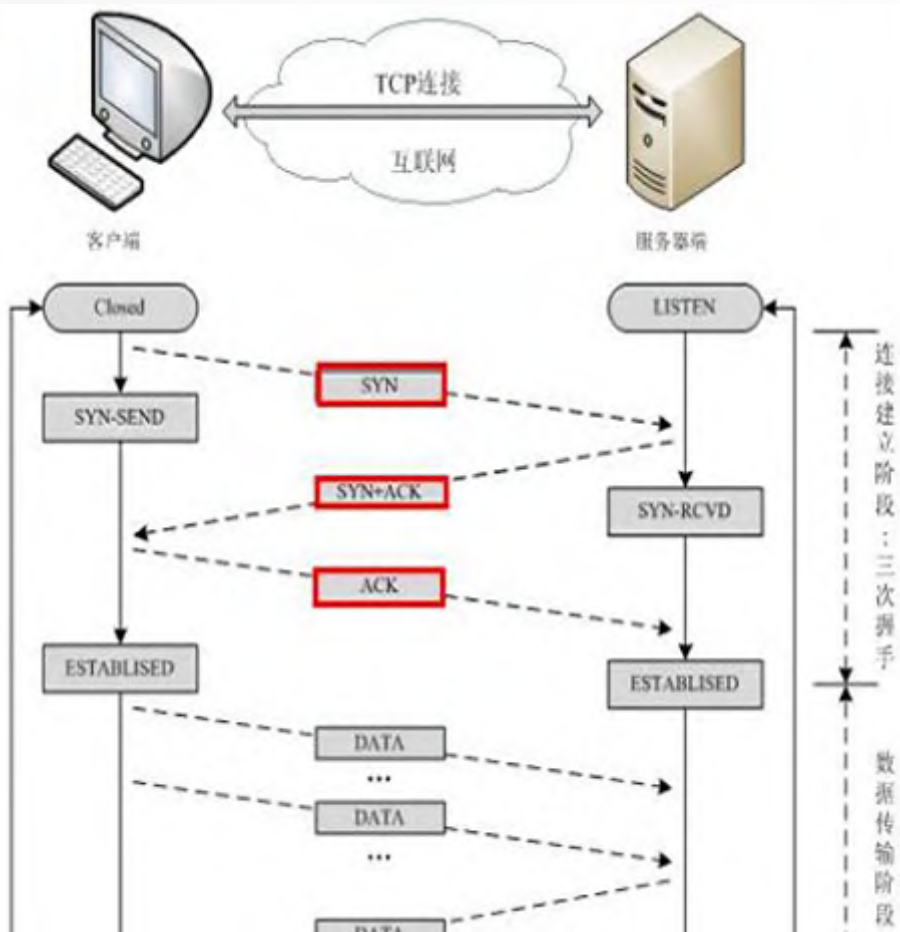 TCP连接
互联网
客户端
服务器端
Closed
LISTEN
SYN
SYN-SEND
SYN+ACK
SYN-RCVD
ACK
ESTABLISED
ESTABLISED
连接建立阶段:三次握手
DATA
...
DATA
...
DATA
数据传输阶段